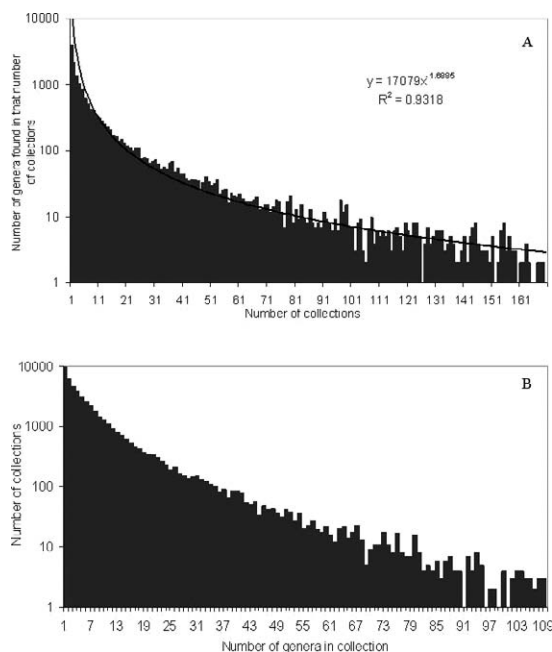 10000
A
y = 17079x^1.6885
R² = 0.9318
1000
100
10
1
Number of genera found in that number
of collections
1 11 21 31 41 51 61 71 81 91 101 111 121 131 141 151 161
Number of collections
10000
B
1000
100
10
1
Number of collections
1 7 13 19 25 31 37 43 49 55 61 67 73 79 85 91 97 103 109
Number of genera in collection